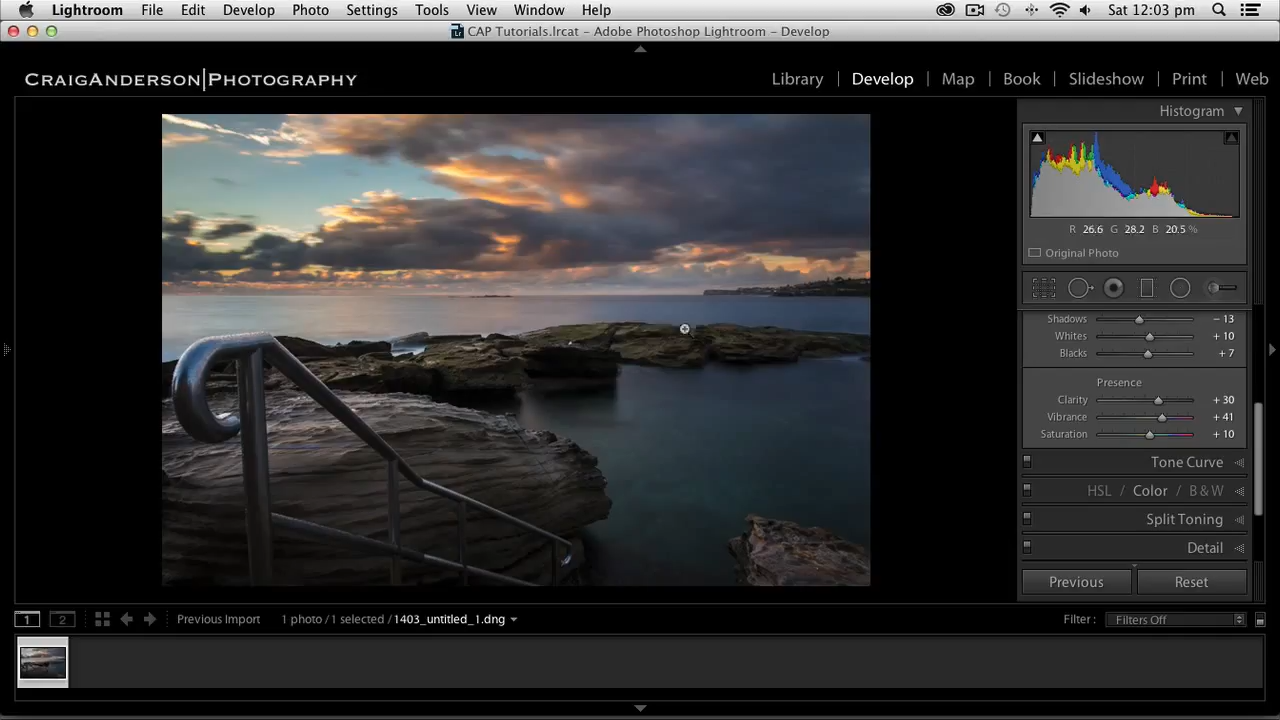 Lightroom File Edit Develop Photo Settings Tools View Window Help Sat 12:03 pm
CAP Tutorials.lrcat – Adobe Photoshop Lightroom – Develop
CRAIGANDERSON|PHOTOGRAPHY Library Develop Map Book Slideshow Print Web
Histogram
R 26.6 G 28.2 B 20.5 %
Original Photo
Shadows – 13
Whites + 10
Blacks + 7
Presence
Clarity + 30
Vibrance + 41
Saturation + 10
Tone Curve
HSL / Color / B & W
Split Toning
Detail
Previous Reset
1 2 Previous Import 1 photo / 1 selected / 1403_untitled_1.dng Filter : Filters Off